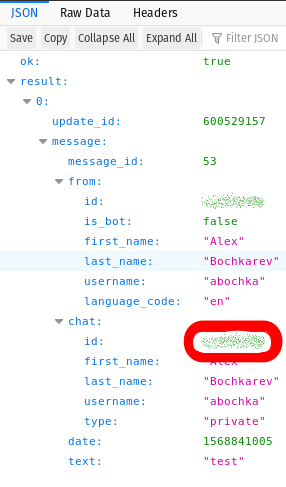 JSON Raw Data Headers
Save Copy Collapse All Expand All Filter JSON
ok: true
result:
0:
update_id: 600529157
message:
message_id: 53
from:
id:
is_bot: false
first_name: "Alex"
last_name: "Bochkarev"
username: "abochka"
language_code: "en"
chat:
id:
first_name: "Alex"
last_name: "Bochkarev"
username: "abochka"
type: "private"
date: 1568841005
text: "test"